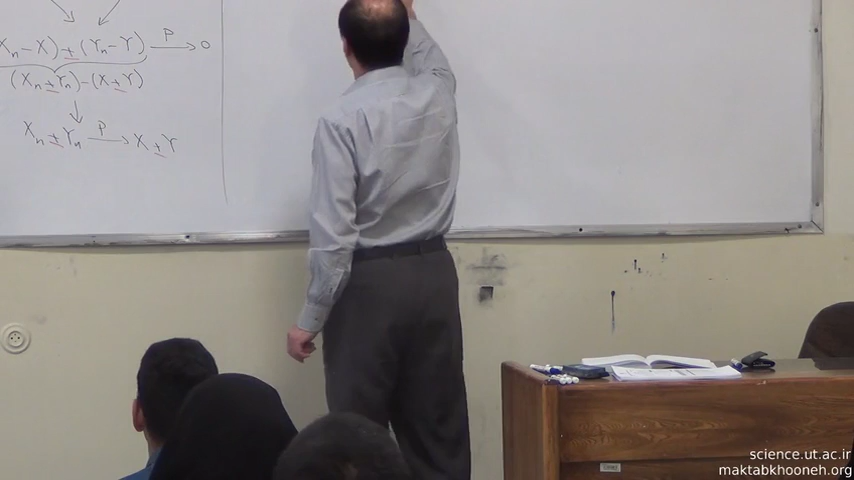 (Xₙ−X) ± (Yₙ−Y) —P→ 0
(Xₙ±Yₙ)−(X±Y)
Xₙ ± Yₙ —P→ X ± Y
science.ut.ac.ir
maktabkhooneh.org